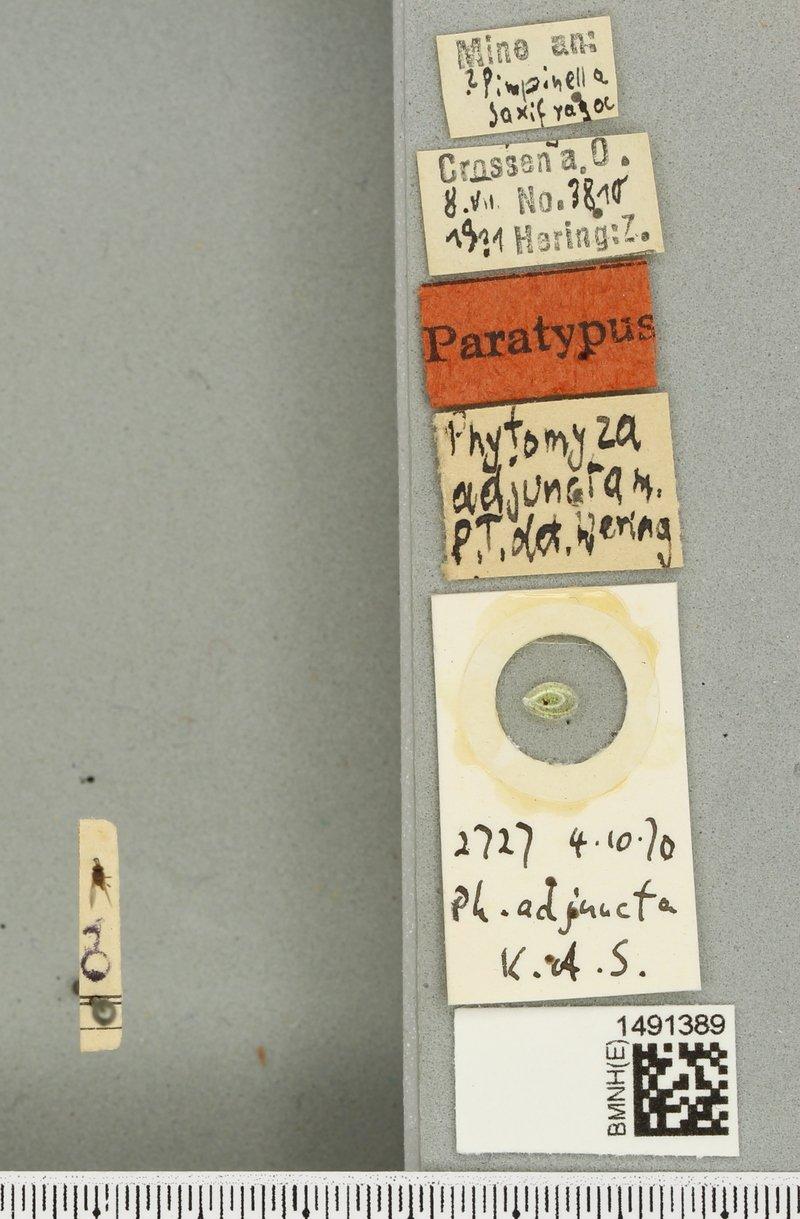 Mine an:
? Pimpinella
saxifragae
Crossen a. O.
8.VII. No. 3810
1931 Hering: Z.
Paratypus
Phytomyza
adjuncta m.
P.T. det. Hering
2727 4.10.70
Ph. adjuncta
K.A.S.
1491389
BMNH(E)
♂